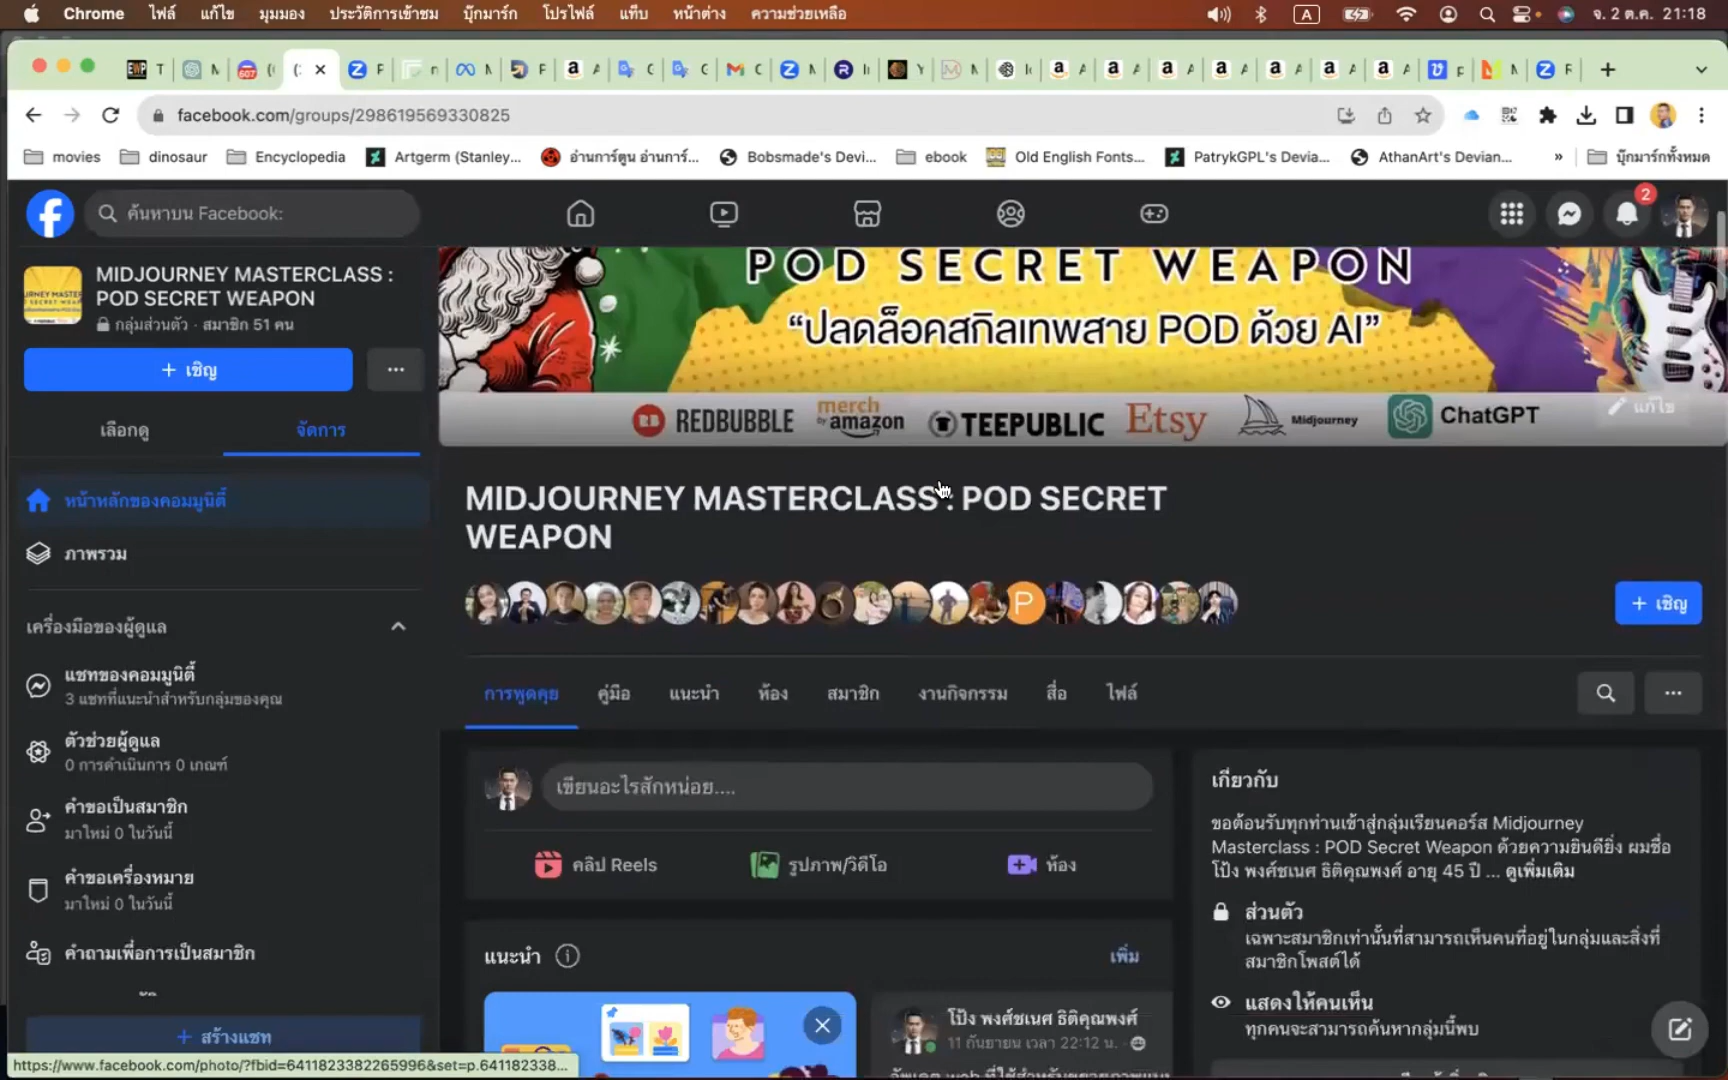 Chrome ไฟล์ แก้ไข มุมมอง ประวัติการเข้าชม บุ๊กมาร์ก โปรไฟล์ แท็บ หน้าต่าง ความช่วยเหลือ
A จ. 2 ต.ค. 21:18
facebook.com/groups/298619569330825
movies dinosaur Encyclopedia Artgerm (Stanley... อ่านการ์ตูน อ่านการ์... Bobsmade's Devi... ebook Old English Fonts... PatrykGPL's Devia... AthanArt's Devian... » บุ๊กมาร์กทั้งหมด
ค้นหาบน Facebook:
2
MIDJOURNEY MASTERCLASS :
POD SECRET WEAPON
กลุ่มส่วนตัว · สมาชิก 51 คน
+ เชิญ
...
เลือกดู จัดการ
หน้าหลักของคอมมูนิตี้
ภาพรวม
เครื่องมือของผู้ดูแล
แชทของคอมมูนิตี้
3 แชทที่แนะนำสำหรับกลุ่มของคุณ
ตัวช่วยผู้ดูแล
0 การดำเนินการ 0 เกณฑ์
คำขอเป็นสมาชิก
มาใหม่ 0 ในวันนี้
คำขอเครื่องหมาย
มาใหม่ 0 ในวันนี้
คำถามเพื่อการเป็นสมาชิก
+ สร้างแชท
https://www.facebook.com/photo/?fbid=6411823382265996&set=p.641182338...
POD SECRET WEAPON
“ปลดล็อคสกิลเทพสาย POD ด้วย AI”
REDBUBBLE merch by amazon TEEPUBLIC Etsy Midjourney ChatGPT
แก้ไข
MIDJOURNEY MASTERCLASS : POD SECRET
WEAPON
P
+ เชิญ
การพูดคุย คู่มือ แนะนำ ห้อง สมาชิก งานกิจกรรม สื่อ ไฟล์
...
เขียนอะไรสักหน่อย....
คลิป Reels รูปภาพ/วิดีโอ ห้อง
แนะนำ เพิ่ม
โป้ง พงศ์ชเนศ ธิติคุณพงศ์
11 กันยายน เวลา 22:12 น. ·
เกี่ยวกับ
ขอต้อนรับทุกท่านเข้าสู่กลุ่มเรียนคอร์ส Midjourney
Masterclass : POD Secret Weapon ด้วยความยินดียิ่ง ผมชื่อ
โป้ง พงศ์ชเนศ ธิติคุณพงศ์ อายุ 45 ปี ... ดูเพิ่มเติม
ส่วนตัว
เฉพาะสมาชิกเท่านั้นที่สามารถเห็นคนที่อยู่ในกลุ่มและสิ่งที่
สมาชิกโพสต์ได้
แสดงให้คนเห็น
ทุกคนจะสามารถค้นหากลุ่มนี้พบ